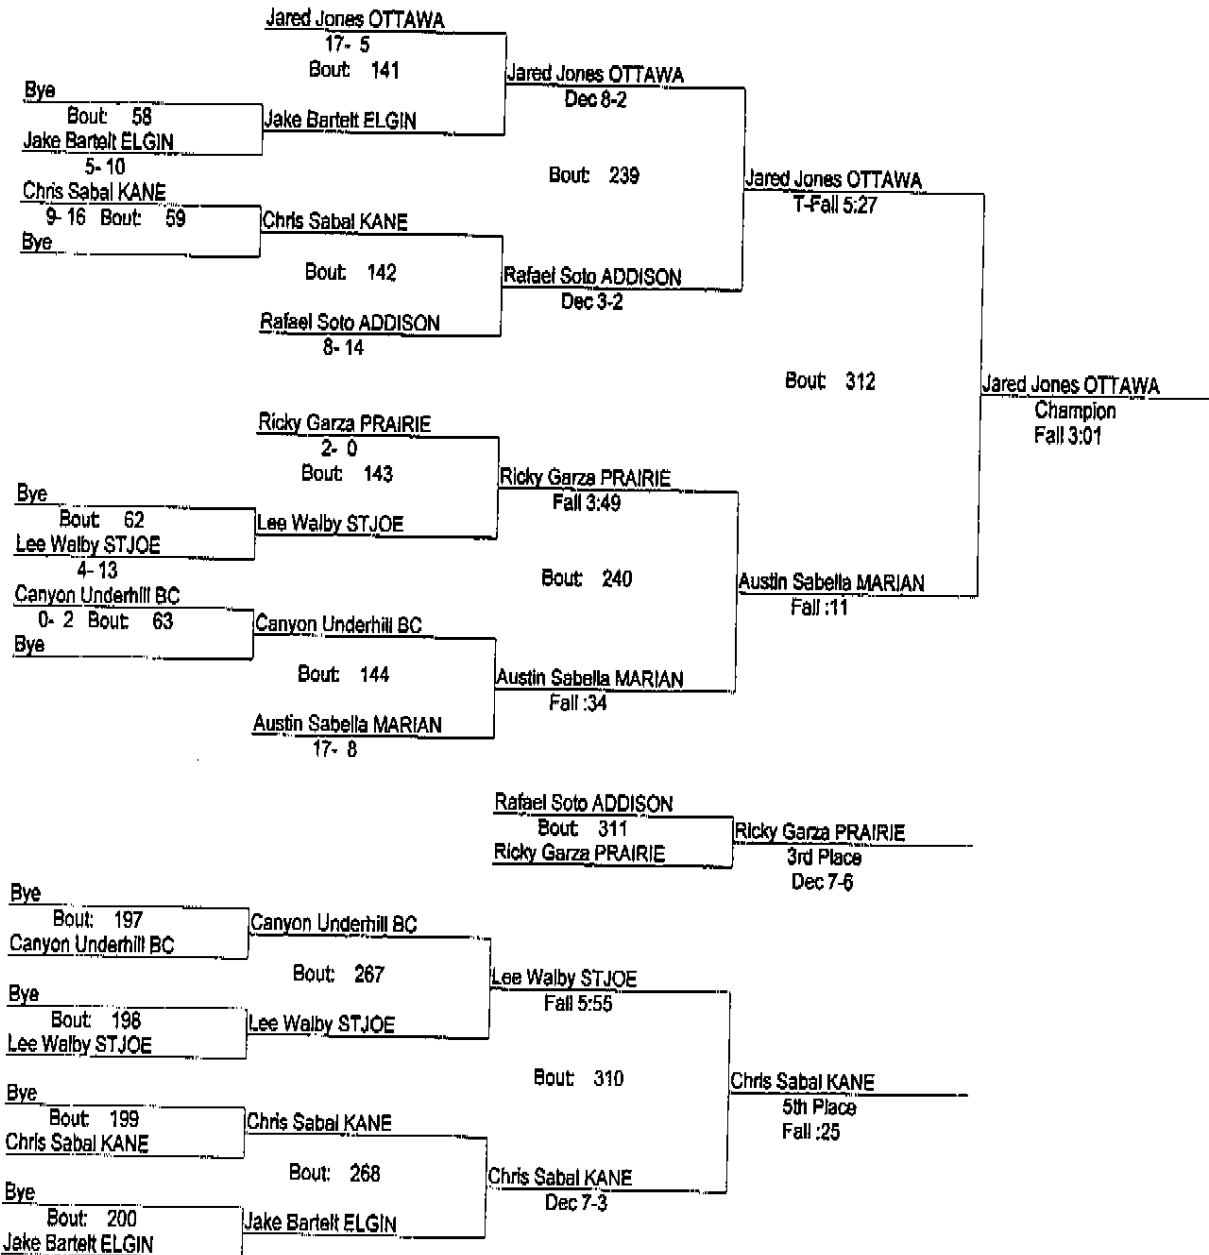 Jared Jones OTTAWA
17- 5
Bout: 141
Jared Jones OTTAWA
Dec 8-2
Bye
Bout: 58
Jake Bartelt ELGIN
Jake Bartelt ELGIN
5- 10
Bout: 239
Jared Jones OTTAWA
T-Fall 5:27
Chris Sabal KANE
9- 16 Bout: 59
Chris Sabal KANE
Bye
Bout: 142
Rafael Soto ADDISON
Dec 3-2
Rafael Soto ADDISON
8- 14
Bout: 312
Jared Jones OTTAWA
Champion
Fall 3:01
Ricky Garza PRAIRIE
2- 0
Bout: 143
Ricky Garza PRAIRIE
Fall 3:49
Bye
Bout: 62
Lee Walby STJOE
Lee Walby STJOE
4- 13
Bout: 240
Austin Sabella MARIAN
Fall :11
Canyon Underhill BC
0- 2 Bout: 63
Canyon Underhill BC
Bye
Bout: 144
Austin Sabella MARIAN
Fall :34
Austin Sabella MARIAN
17- 8
Rafael Soto ADDISON
Bout: 311
Ricky Garza PRAIRIE
Ricky Garza PRAIRIE
3rd Place
Dec 7-6
Bye
Bout: 197
Canyon Underhill BC
Canyon Underhill BC
Bout: 267
Lee Walby STJOE
Fall 5:55
Bye
Bout: 198
Lee Walby STJOE
Lee Walby STJOE
Bout: 310
Chris Sabal KANE
5th Place
Fall :25
Bye
Bout: 199
Chris Sabal KANE
Chris Sabal KANE
Bout: 268
Chris Sabal KANE
Dec 7-3
Bye
Bout: 200
Jake Bartelt ELGIN
Jake Bartelt ELGIN